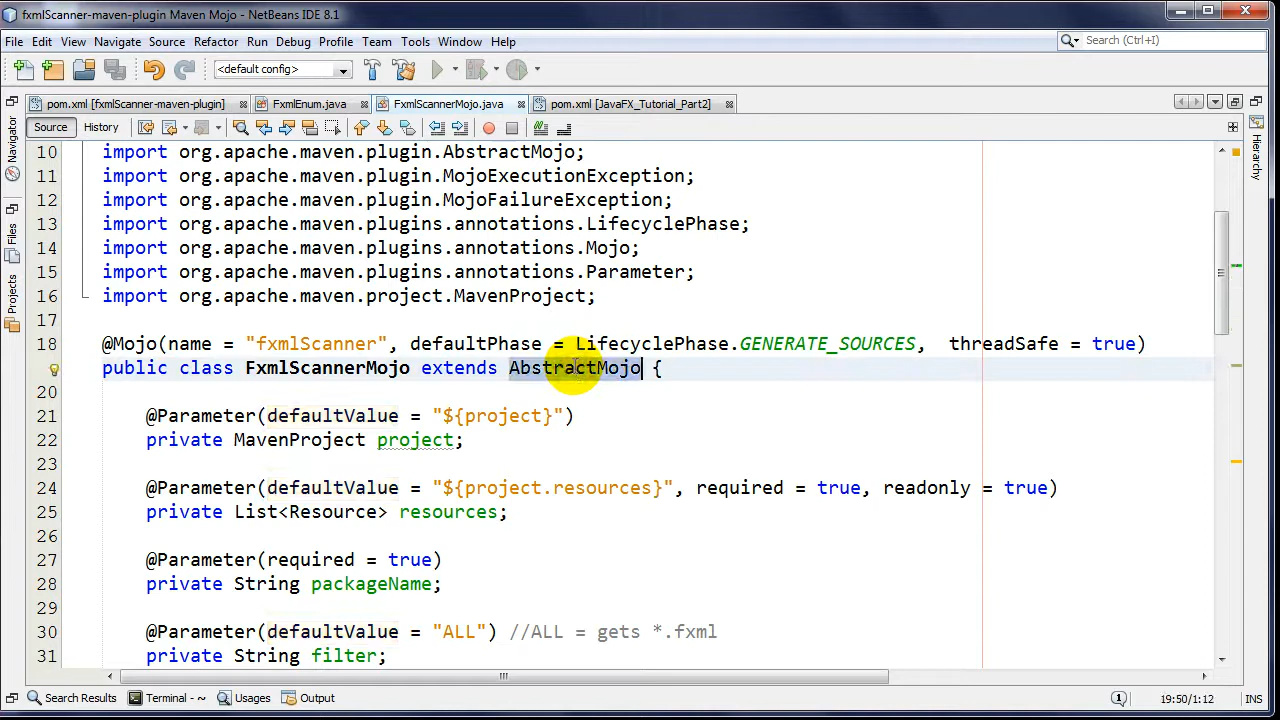 fxmlScanner-maven-plugin Maven Mojo - NetBeans IDE 8.1
File Edit View Navigate Source Refactor Run Debug Profile Team Tools Window Help
Search (Ctrl+I)
<default config>
pom.xml [fxmlScanner-maven-plugin] FxmlEnum.java FxmlScannerMojo.java pom.xml [JavaFX_Tutorial_Part2]
Source History
Navigator
Files
Projects
Hierarchy
10 import org.apache.maven.plugin.AbstractMojo;
11 import org.apache.maven.plugin.MojoExecutionException;
12 import org.apache.maven.plugin.MojoFailureException;
13 import org.apache.maven.plugins.annotations.LifecyclePhase;
14 import org.apache.maven.plugins.annotations.Mojo;
15 import org.apache.maven.plugins.annotations.Parameter;
16 import org.apache.maven.project.MavenProject;
17
18 @Mojo(name = "fxmlScanner", defaultPhase = LifecyclePhase.GENERATE_SOURCES, threadSafe = true)
public class FxmlScannerMojo extends AbstractMojo {
20
21 @Parameter(defaultValue = "${project}")
22 private MavenProject project;
23
24 @Parameter(defaultValue = "${project.resources}", required = true, readonly = true)
25 private List<Resource> resources;
26
27 @Parameter(required = true)
28 private String packageName;
29
30 @Parameter(defaultValue = "ALL") //ALL = gets *.fxml
31 private String filter;
Search Results Terminal - ~ Usages Output 1 19:50/1:12 INS